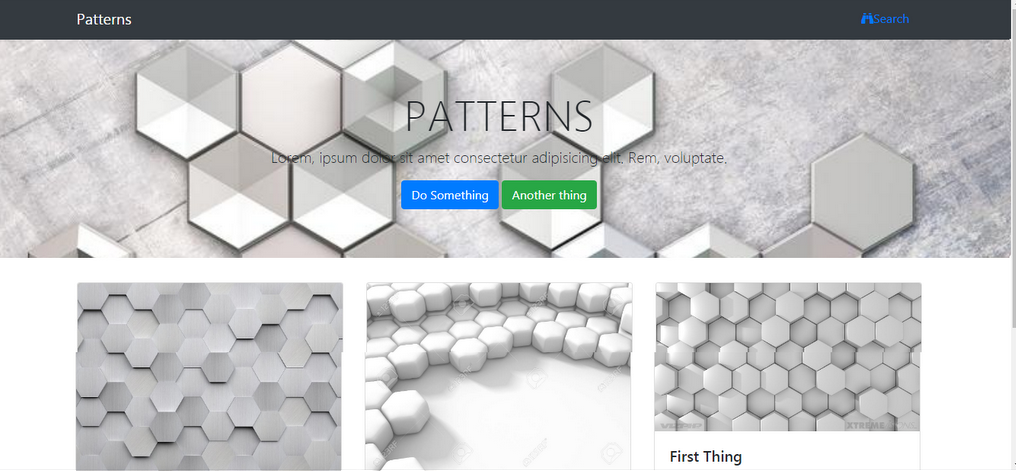 Patterns
Search
PATTERNS
Lorem, ipsum dolor sit amet consectetur adipisicing elit. Rem, voluptate.
Do Something
Another thing
First Thing